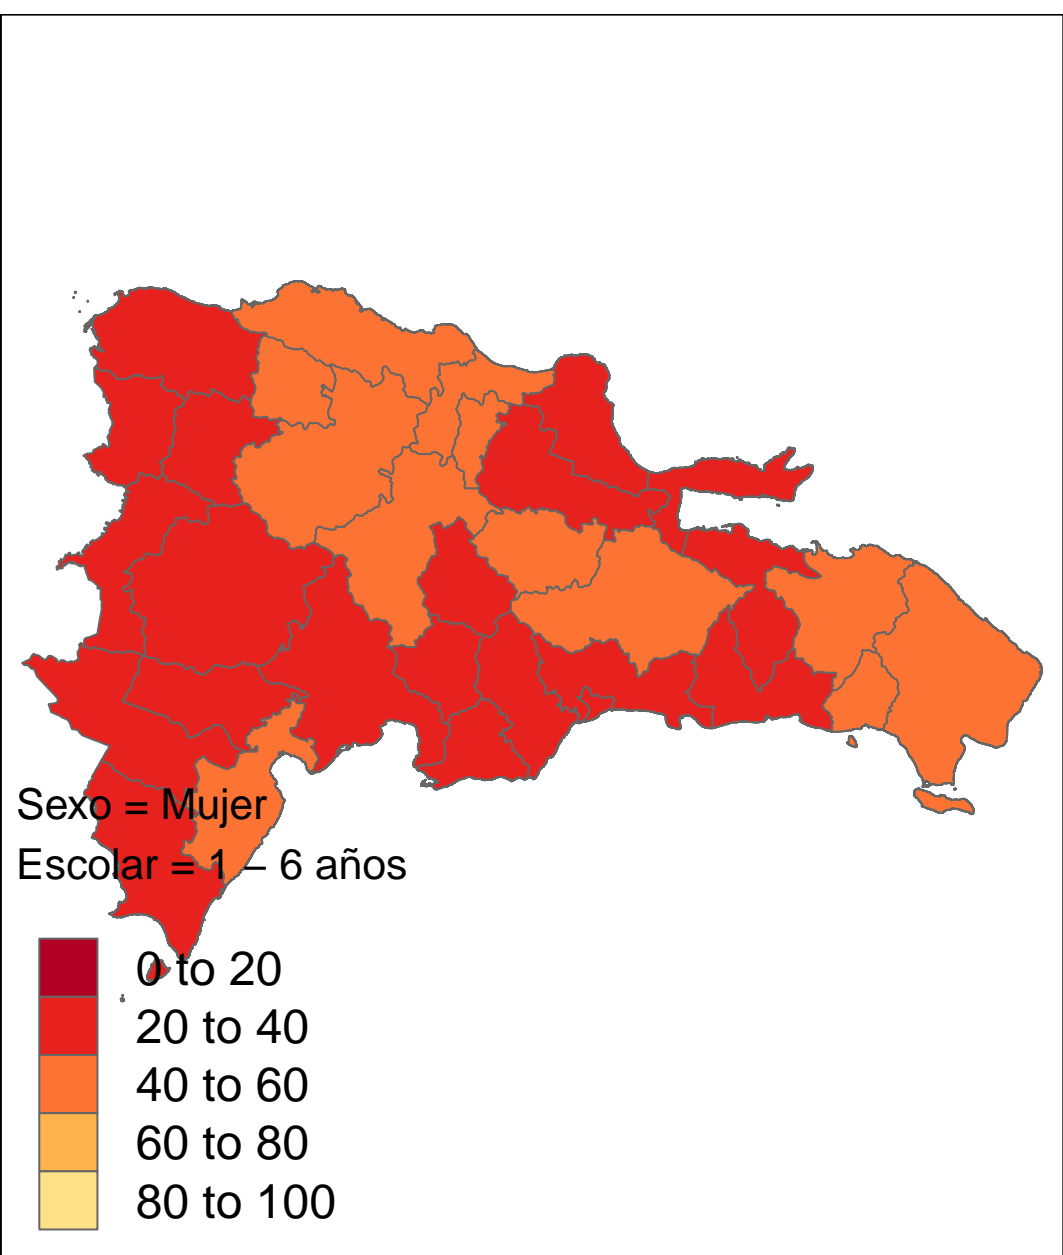 Sexo = Mujer
Escolar = 1 – 6 años
0 to 20
20 to 40
40 to 60
60 to 80
80 to 100